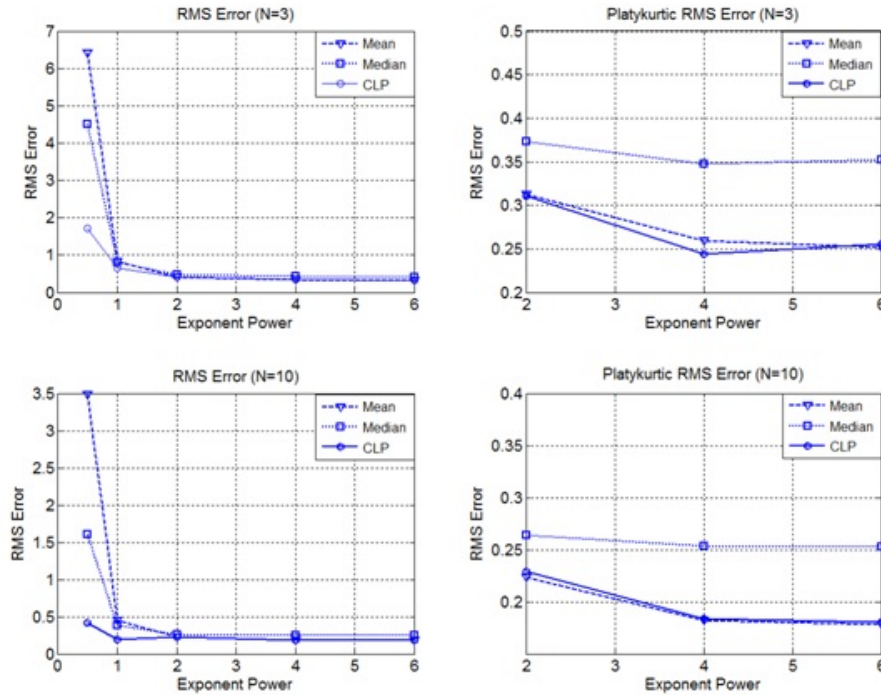 RMS Error (N=3)
7
6
5
4
3
2
1
0
RMS Error
0 1 2 3 4 5 6
Exponent Power
Mean
Median
CLP
Platykurtic RMS Error (N=3)
0.5
0.45
0.4
0.35
0.3
0.25
0.2
RMS Error
2 3 4 5 6
Exponent Power
Mean
Median
CLP
RMS Error (N=10)
3.5
3
2.5
2
1.5
1
0.5
0
RMS Error
0 1 2 3 4 5 6
Exponent Power
Mean
Median
CLP
Platykurtic RMS Error (N=10)
0.4
0.35
0.3
0.25
0.2
RMS Error
2 3 4 5 6
Exponent Power
Mean
Median
CLP